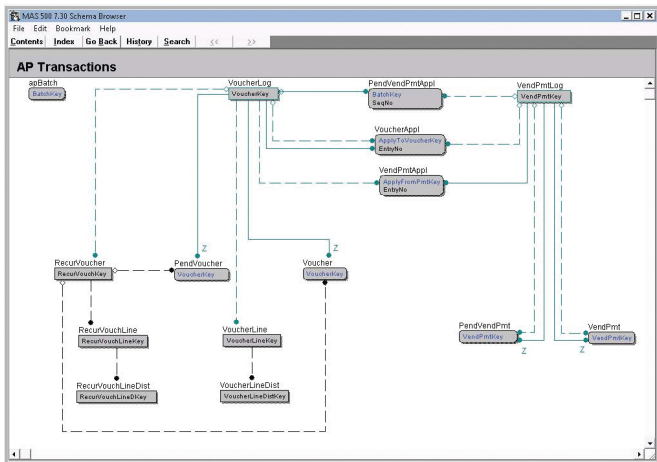 MAS 500 7.30 Schema Browser
File Edit Bookmark Help
Contents Index Go Back History Search << >>
AP Transactions
apBatch
BatchKey
VoucherLog
VoucherKey
PendVendPmtAppl
BatchKey
SeqNo
VendPmtLog
VendPmtKey
VoucherAppl
ApplyToVoucherKey
EntryNo
VendPmtAppl
ApplyFromPmtKey
EntryNo
Z
Z
RecurVoucher
RecurVouchKey
PendVoucher
VoucherKey
Voucher
VoucherKey
RecurVouchLine
RecurVouchLineKey
VoucherLine
VoucherLineKey
PendVendPmt
VendPmtKey
VendPmt
VendPmtKey
Z
Z
RecurVouchLineDist
RecurVouchLineDKey
VoucherLineDist
VoucherLineDistKey